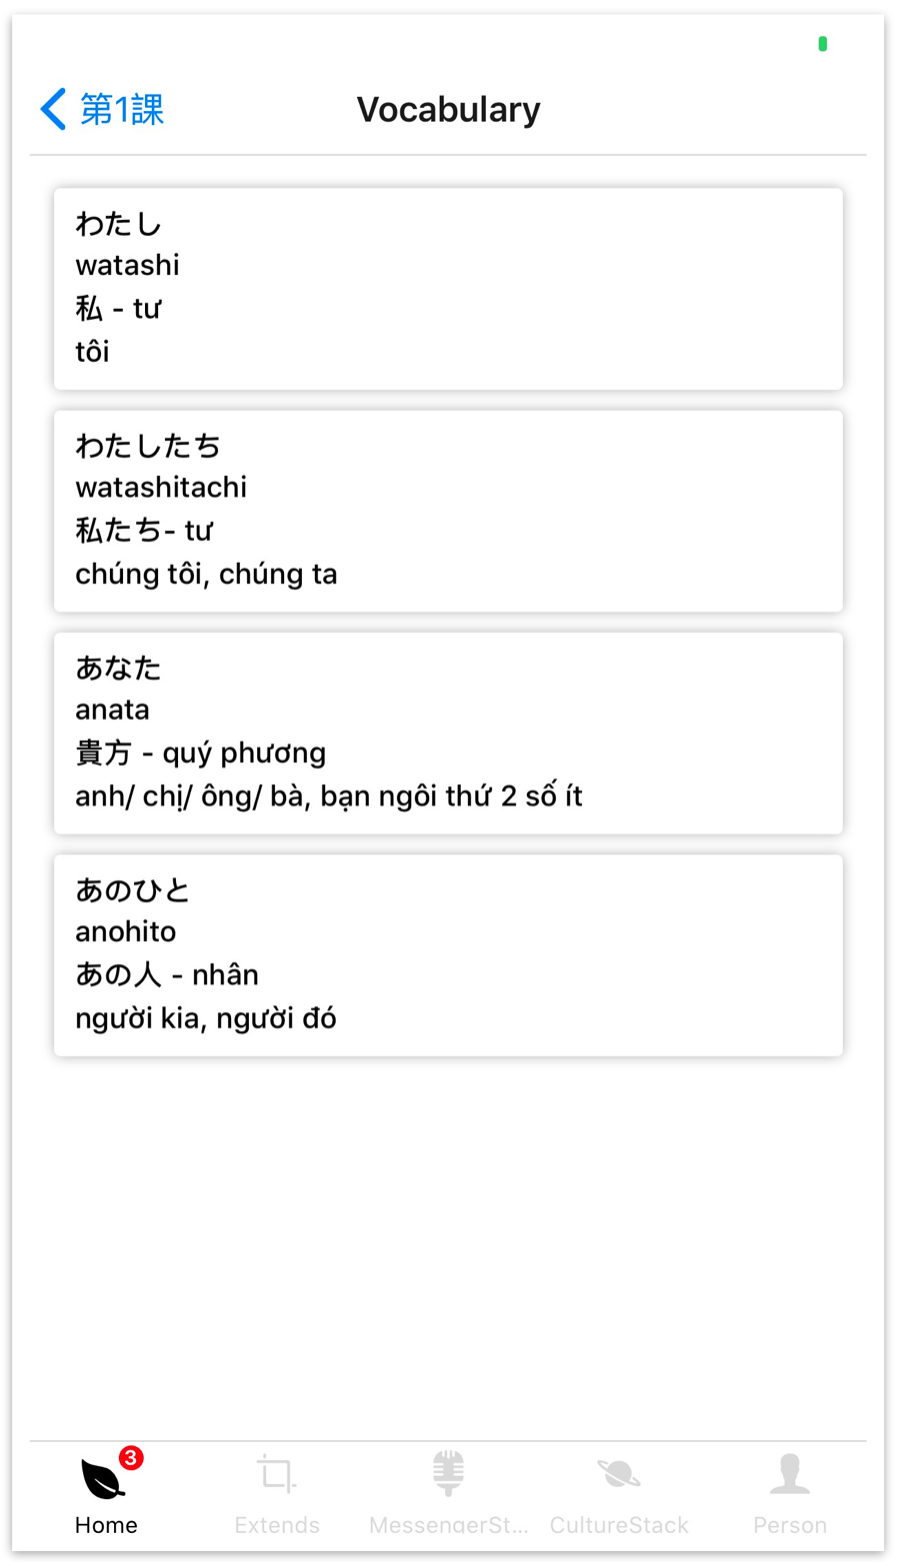 第1課
Vocabulary
わたし
watashi
私 - tư
tôi
わたしたち
watashitachi
私たち- tư
chúng tôi, chúng ta
あなた
anata
貴方 - quý phương
anh/ chị/ ông/ bà, bạn ngôi thứ 2 số ít
あのひと
anohito
あの人 - nhân
người kia, người đó
3
Home
Extends
MessengerSt...
CultureStack
Person